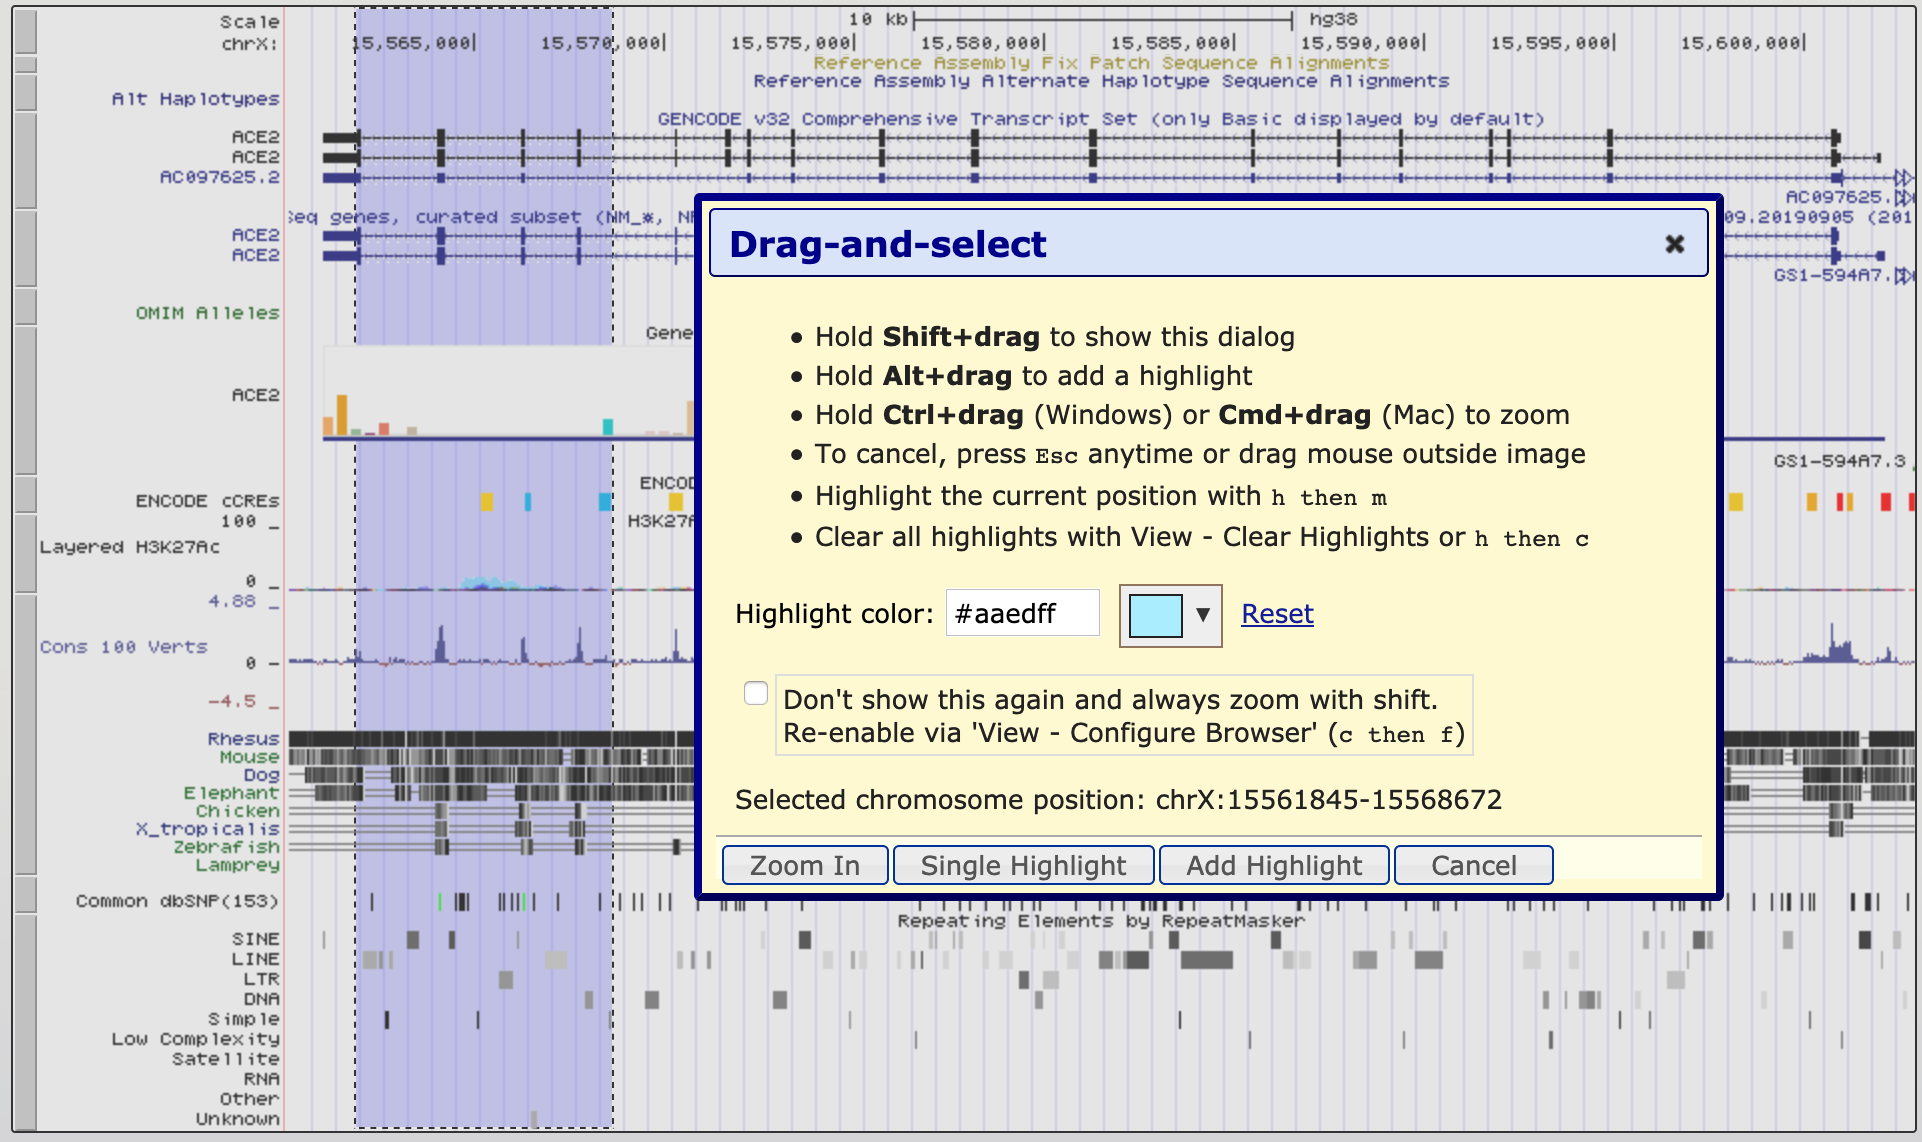 Scale
10 kb
hg38
chrX:
15,565,000|
15,570,000|
15,575,000|
15,580,000|
15,585,000|
15,590,000|
15,595,000|
15,600,000|
Reference Assembly Fix Patch Sequence Alignments
Reference Assembly Alternate Haplotype Sequence Alignments
Alt Haplotypes
GENCODE v32 Comprehensive Transcript Set (only Basic displayed by default)
ACE2
ACE2
AC097625.2
AC097625.
Seq genes, curated subset (NM_*, NR
09.20190905 (201
ACE2
ACE2
GS1-594A7.
OMIM Alleles
Gene
ACE2
GS1-594A7.3
ENCOD
ENCODE cCREs
H3K27A
100 _
Layered H3K27Ac
0 _
4.88 _
Cons 100 Verts
0 -
-4.5 _
Rhesus
Mouse
Dog
Elephant
Chicken
X_tropicalis
Zebrafish
Lamprey
Common dbSNP(153)
Repeating Elements by RepeatMasker
SINE
LINE
LTR
DNA
Simple
Low Complexity
Satellite
RNA
Other
Unknown
Drag-and-select
✖
• Hold Shift+drag to show this dialog
• Hold Alt+drag to add a highlight
• Hold Ctrl+drag (Windows) or Cmd+drag (Mac) to zoom
• To cancel, press Esc anytime or drag mouse outside image
• Highlight the current position with h then m
• Clear all highlights with View - Clear Highlights or h then c
Highlight color: #aaedff ▼ Reset
Don't show this again and always zoom with shift.
Re-enable via 'View - Configure Browser' (c then f)
Selected chromosome position: chrX:15561845-15568672
Zoom In
Single Highlight
Add Highlight
Cancel